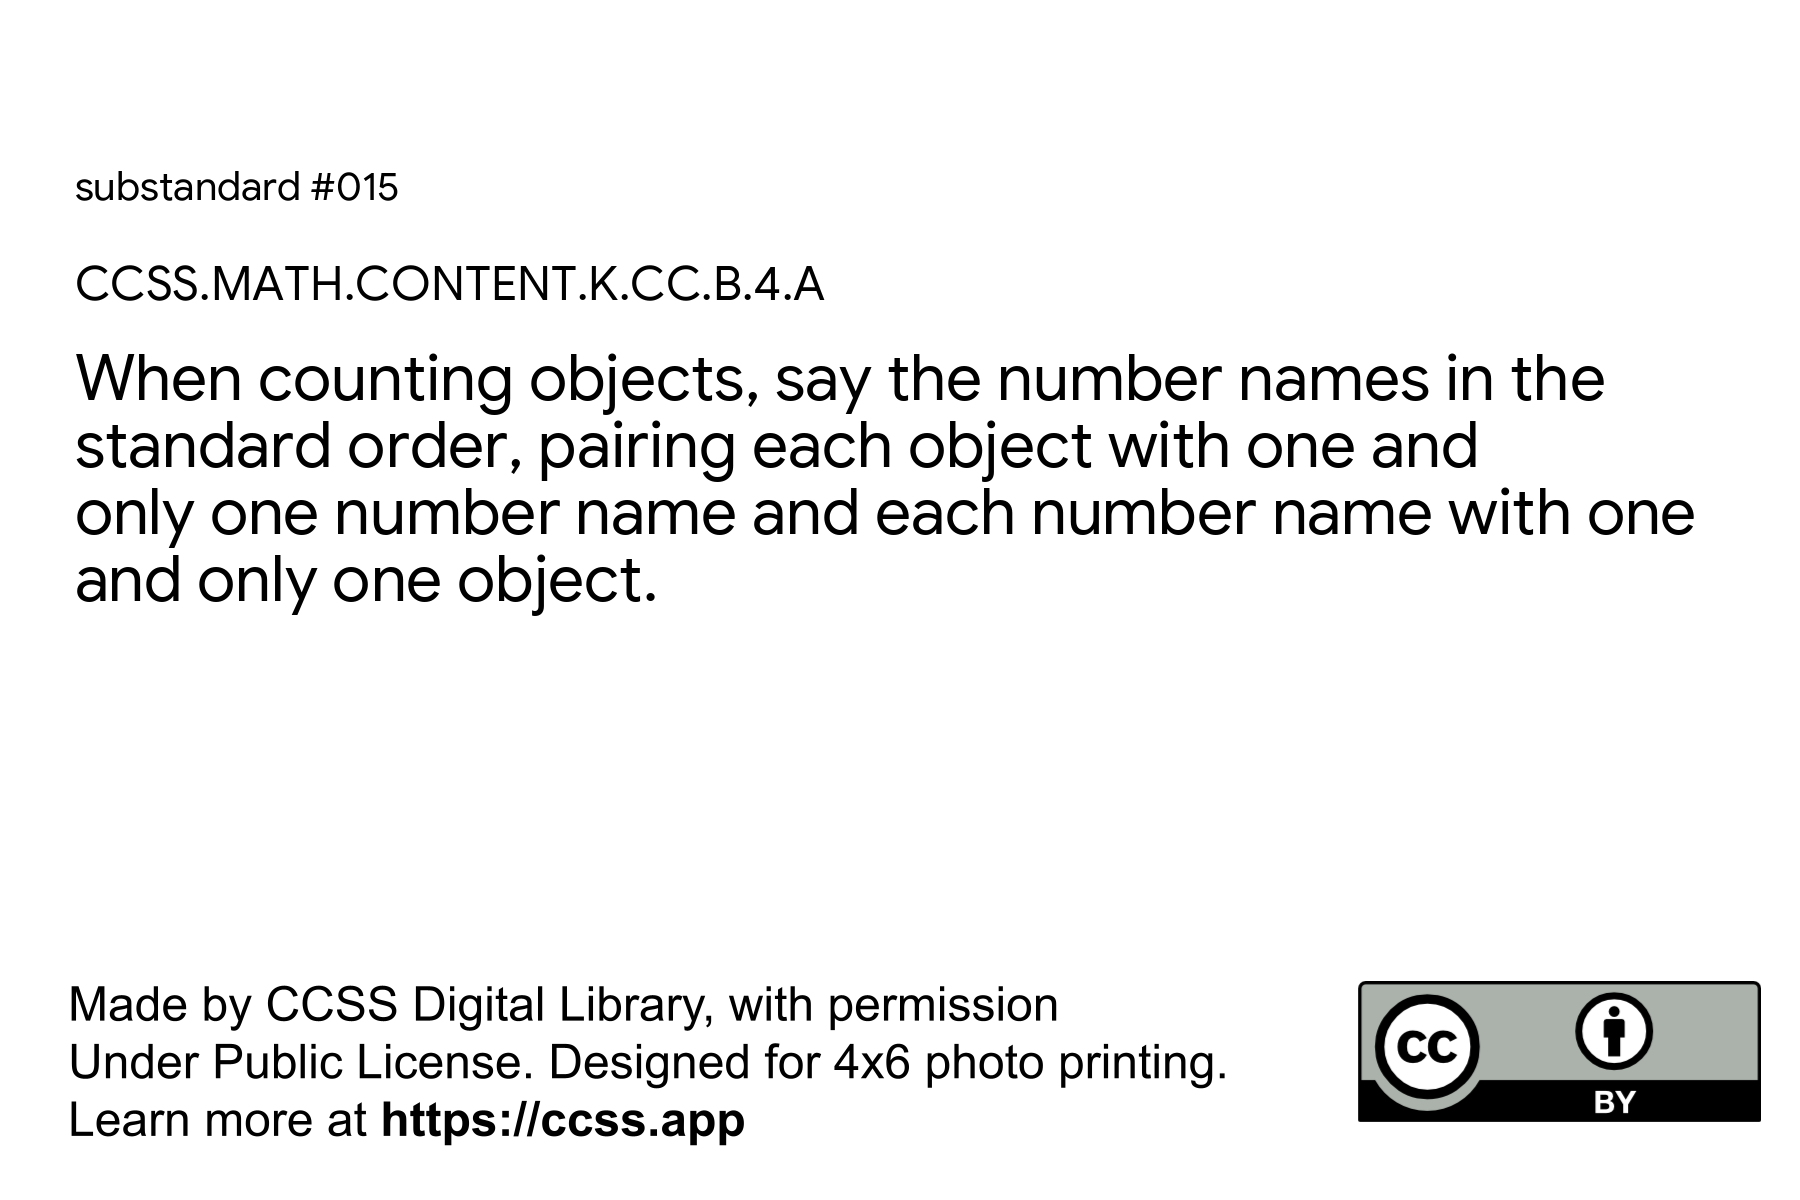 substandard #015
CCSS.MATH.CONTENT.K.CC.B.4.A
When counting objects, say the number names in the
standard order, pairing each object with one and
only one number name and each number name with one
and only one object.
Made by CCSS Digital Library, with permission
Under Public License. Designed for 4x6 photo printing.
Learn more at https://ccss.app
CC
BY